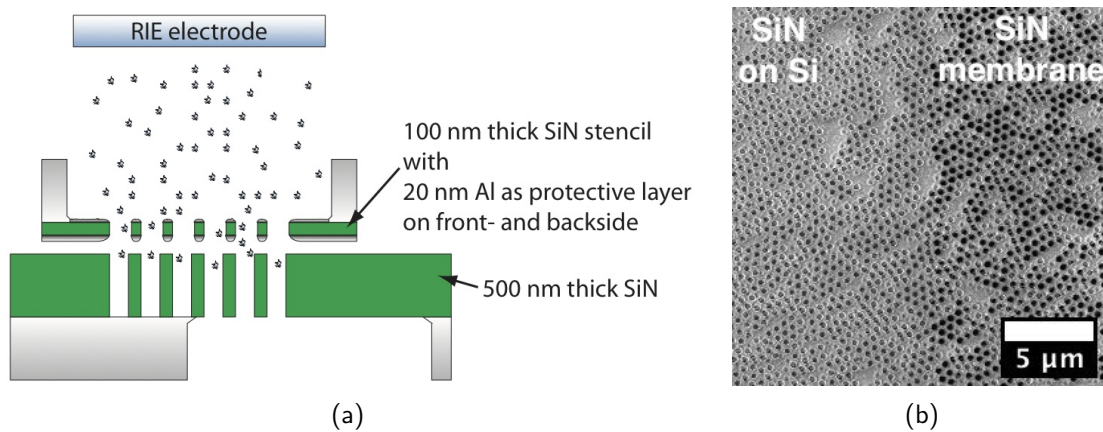 RIE electrode
100 nm thick SiN stencil
with
20 nm Al as protective layer
on front- and backside
500 nm thick SiN
(a)
SiN
on Si
SiN
membrane
5 µm
(b)